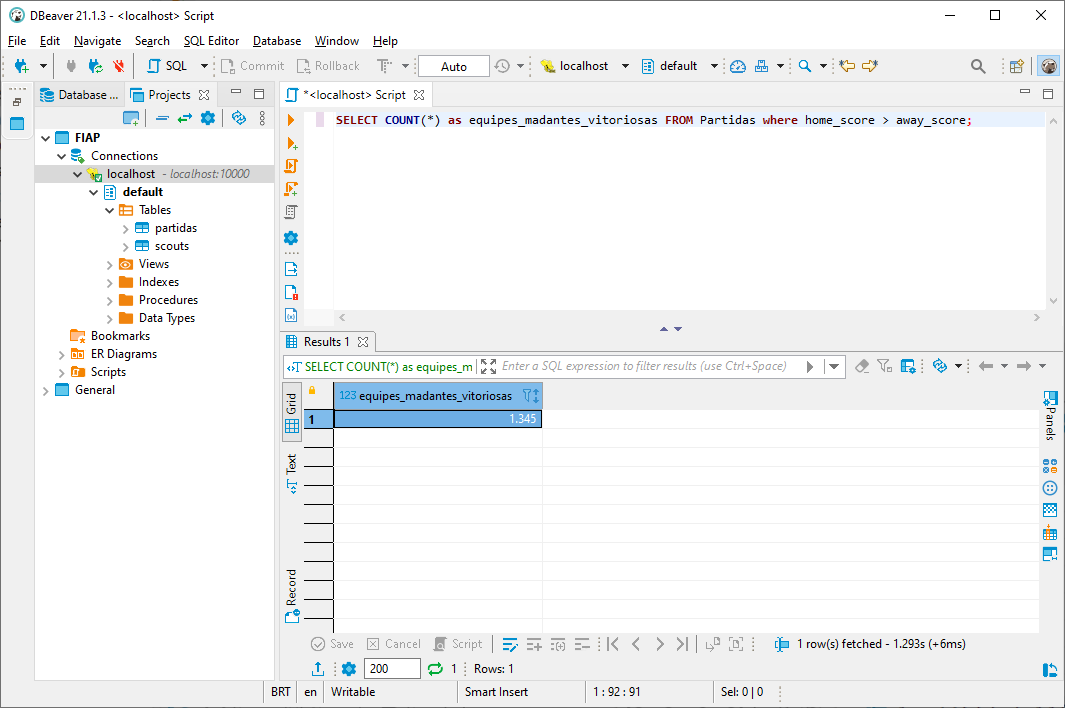 DBeaver 21.1.3 - <localhost> Script
File Edit Navigate Search SQL Editor Database Window Help
SQL Commit Rollback Auto localhost default
Database ... Projects
*<localhost> Script
SELECT COUNT(*) as equipes_madantes_vitoriosas FROM Partidas where home_score > away_score;
FIAP
Connections
localhost - localhost:10000
default
Tables
partidas
scouts
Views
Indexes
Procedures
Data Types
Bookmarks
ER Diagrams
Scripts
General
Results 1
SELECT COUNT(*) as equipes_m Enter a SQL expression to filter results (use Ctrl+Space)
Grid
Text
Record
123 equipes_madantes_vitoriosas
1 1.345
Panels
Save Cancel Script 1 row(s) fetched - 1.293s (+6ms)
200 1 Rows: 1
BRT en Writable Smart Insert 1 : 92 : 91 Sel: 0 | 0